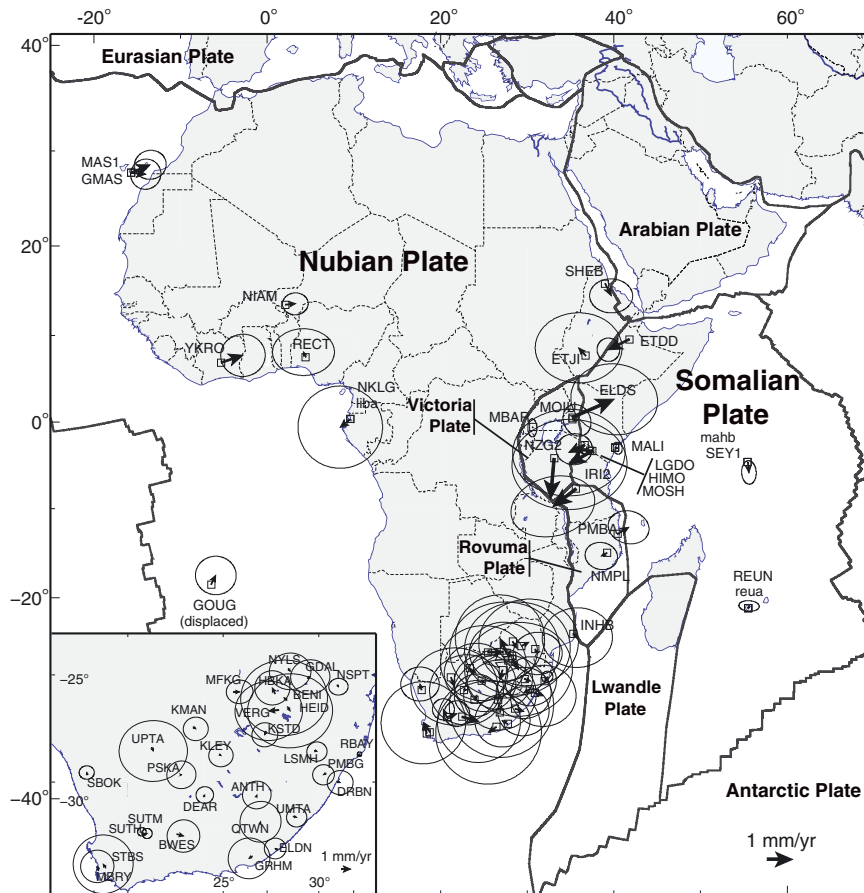 -20°
0°
20°
40°
60°
40°
Eurasian Plate
MAS1
GMAS
Arabian Plate
20°
Nubian Plate
SHEB
NIAM
YKRO
RECT
ETJI
ETDD
ELDS
Somalian
Plate
NKLG
liba
Victoria
Plate
MBAR
MOIU
0°
NZG2
MALI
LGDO
HIMO
MOSH
IRI2
mahb
SEY1
PMBA
Rovuma
Plate
NMPL
REUN
reua
-20°
GOUG
(displaced)
INHB
Lwandle
Plate
Antarctic Plate
-40°
1 mm/yr
-25°
NYLS
GDAL
MFKG
HBKA
NSPT
BENI
HEID
VERG
KMAN
KSTD
UPTA
KLEY
RBAY
LSMH
PMBG
PSKA
SBOK
DRBN
ANTH
-30°
DEAR
SUTM
UMTA
SUTH
QTWN
BWES
ELDN
STBS
GRHM
1 mm/yr
25°
30°